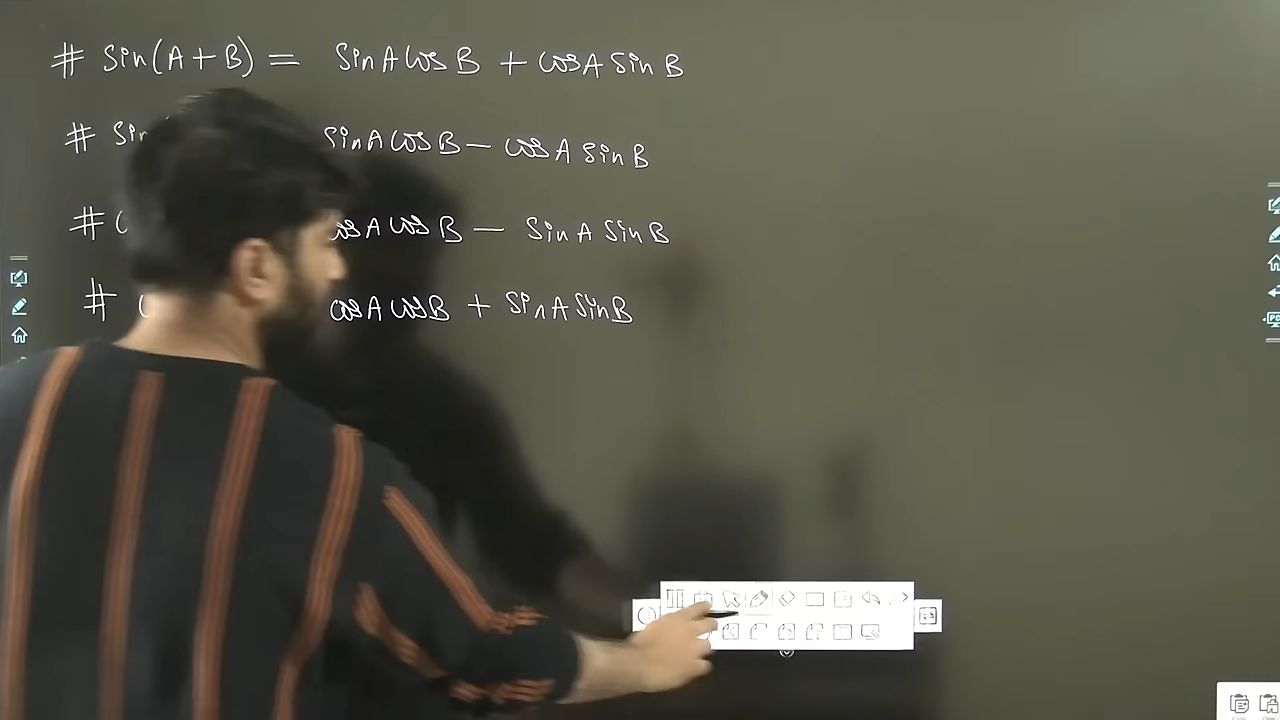 # Sin(A+B) = SinA cosB + cosA SinB
# Sin SinA cosB - cosA SinB
# cosA cosB - SinA SinB
# cosA cosB + SinA SinB